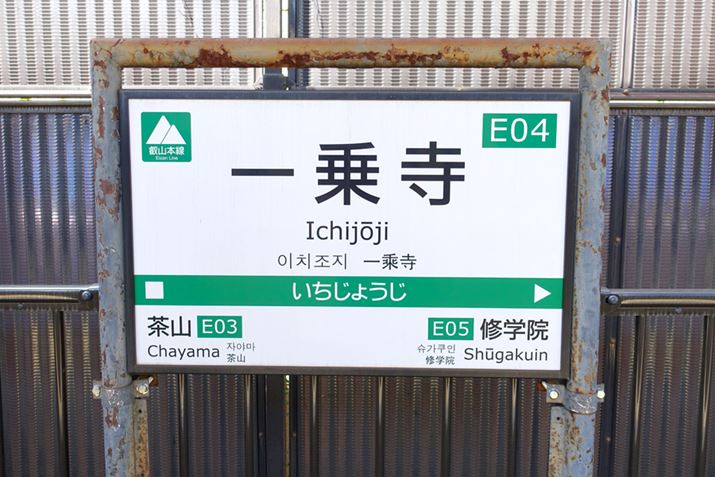 叡山本線
Eizan Line
E04
一乗寺
Ichijōji
이치조지 一乘寺
いちじょうじ
茶山 E03
Chayama
자야마
茶山
E05 修学院
슈가쿠인
修学院
Shūgakuin